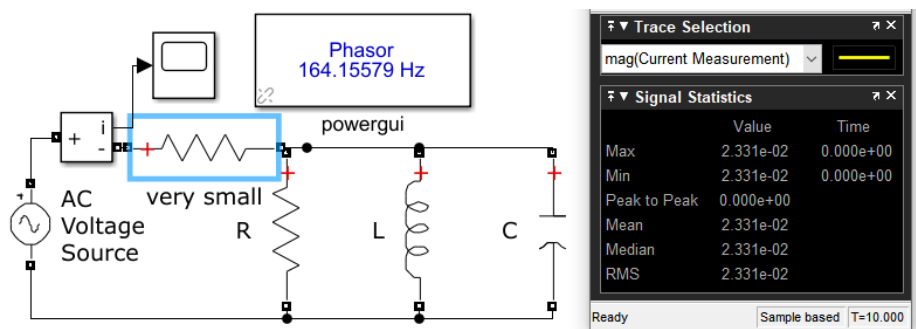 Phasor
164.15579 Hz
powergui
+
i
-
very small
AC
Voltage
Source
+
R
L
C
Trace Selection
mag(Current Measurement)
Signal Statistics
Value Time
Max 2.331e-02 0.000e+00
Min 2.331e-02 0.000e+00
Peak to Peak 0.000e+00
Mean 2.331e-02
Median 2.331e-02
RMS 2.331e-02
Ready Sample based T=10.000